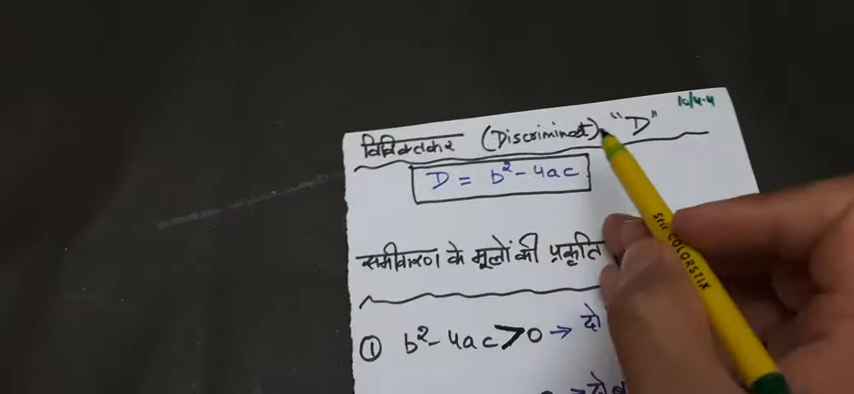 10/4.4
विविक्तकर (Discriminant) "D"
D = b² - 4ac
समीकरण के मूलों की प्रकृति
① b² - 4ac > 0 → दो
→ दो
Stic COLORSTIX